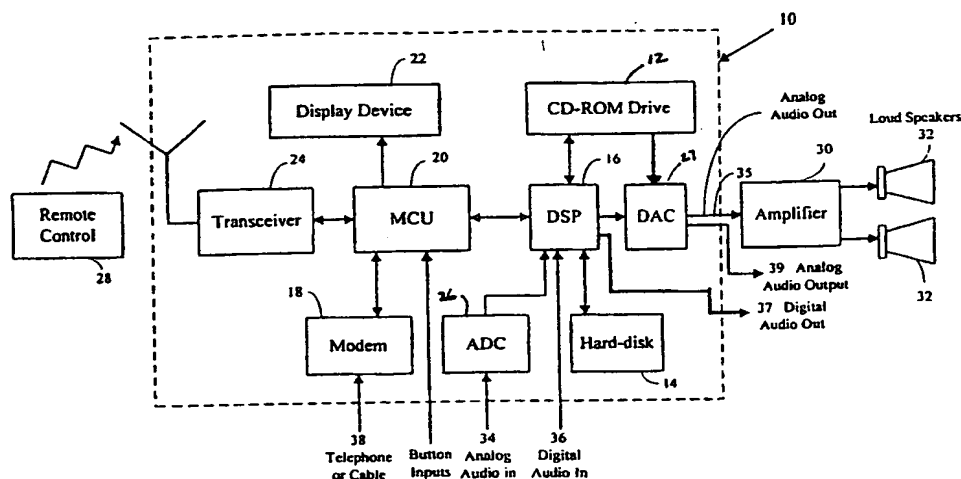 10
22
12
Display Device
CD-ROM Drive
Analog
Audio Out
Loud Speakers
32
24
20
16
27
35
30
Remote
Control
28
Transceiver
MCU
DSP
DAC
Amplifier
39 Analog
Audio Output
32
37 Digital
Audio Out
18
26
Modem
ADC
Hard-disk
14
38
Telephone
or Cable
Button
Inputs
34
Analog
Audio in
36
Digital
Audio In